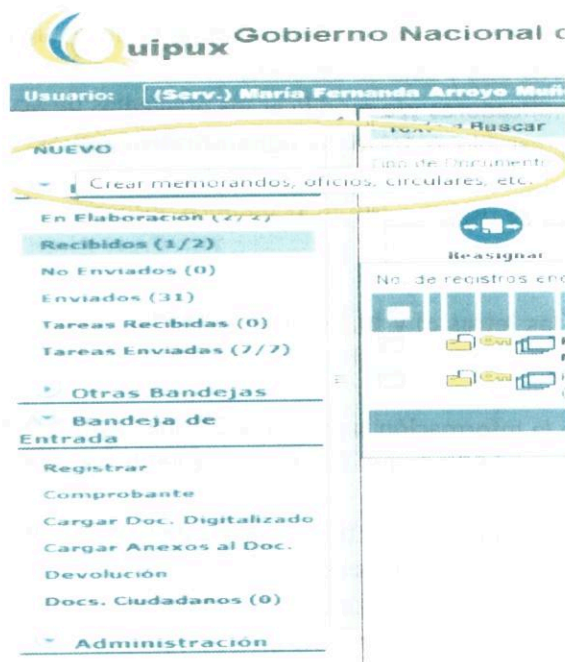 Quipux Gobierno Nacional
Usuario: (Serv.) María Fernanda Arroyo
Buscar
NUEVO
Crear memorandos, oficios, circulares, etc.
En Elaboración (2/2)
Recibidos (1/2)
No Enviados (0)
Reasignar
Enviados (31)
No. de registros
Tareas Recibidas (0)
Tareas Enviadas (7/7)
Otras Bandejas
Bandeja de
Entrada
Registrar
Comprobante
Cargar Doc. Digitalizado
Cargar Anexos al Doc.
Devolución
Docs. Ciudadanos (0)
Administración